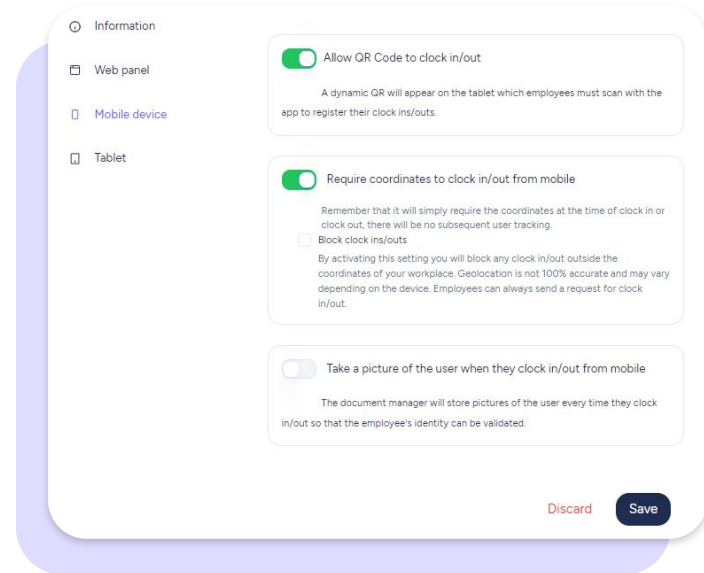 Information
Web panel
Mobile device
Tablet
Allow QR Code to clock in/out
A dynamic QR will appear on the tablet which employees must scan with the
app to register their clock ins/outs.
Require coordinates to clock in/out from mobile
Remember that it will simply require the coordinates at the time of clock in or
clock out, there will be no subsequent user tracking.
Block clock ins/outs
By activating this setting you will block any clock in/out outside the
coordinates of your workplace. Geolocation is not 100% accurate and may vary
depending on the device. Employees can always send a request for clock
in/out.
Take a picture of the user when they clock in/out from mobile
The document manager will store pictures of the user every time they clock
in/out so that the employee's identity can be validated.
Discard
Save